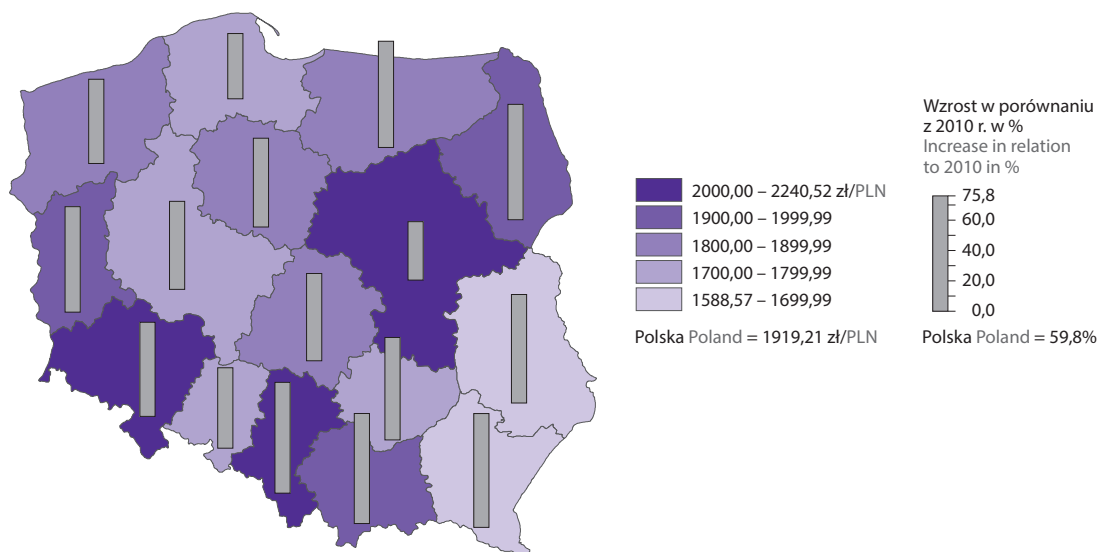 Wzrost w porównaniu
z 2010 r. w %
Increase in relation
to 2010 in %
2000,00 – 2240,52 zł/PLN
1900,00 – 1999,99
1800,00 – 1899,99
1700,00 – 1799,99
1588,57 – 1699,99
Polska Poland = 1919,21 zł/PLN
75,8
60,0
40,0
20,0
0,0
Polska Poland = 59,8%